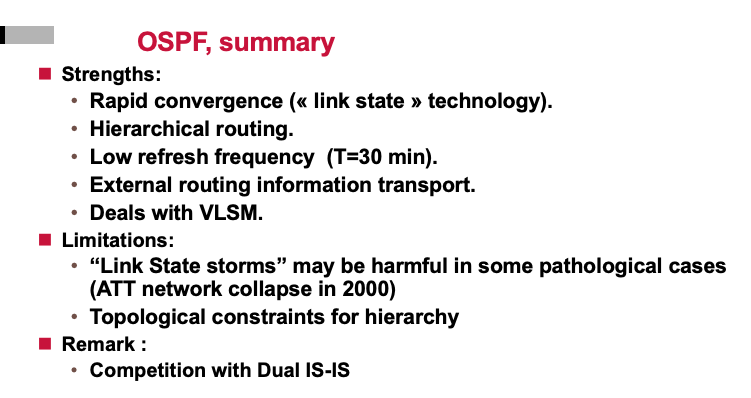 OSPF, summary
Strengths:
• Rapid convergence (« link state » technology).
• Hierarchical routing.
• Low refresh frequency  (T=30 min).
• External routing information transport.
• Deals with VLSM.
Limitations:
• “Link State storms” may be harmful in some pathological cases
(ATT network collapse in 2000)
• Topological constraints for hierarchy
Remark :
• Competition with Dual IS-IS